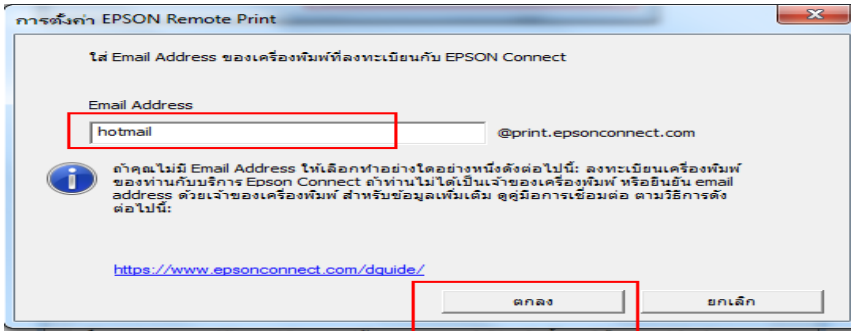 การตั้งค่า EPSON Remote Print
ใส่ Email Address ของเครื่องพิมพ์ที่ลงทะเบียนกับ EPSON Connect
Email Address
hotmail @print.epsonconnect.com
ถ้าคุณไม่มี Email Address ให้เลือกทำอย่างใดอย่างหนึ่งดังต่อไปนี้: ลงทะเบียนเครื่องพิมพ์
ของท่านกับบริการ Epson Connect ถ้าท่านไม่ได้เป็นเจ้าของเครื่องพิมพ์ หรือยืนยัน email
address ด้วยเจ้าของเครื่องพิมพ์ สำหรับข้อมูลเพิ่มเติม ดูคู่มือการเชื่อมต่อ ตามวิธีการดัง
ต่อไปนี้:
https://www.epsonconnect.com/dguide/
ตกลง ยกเลิก